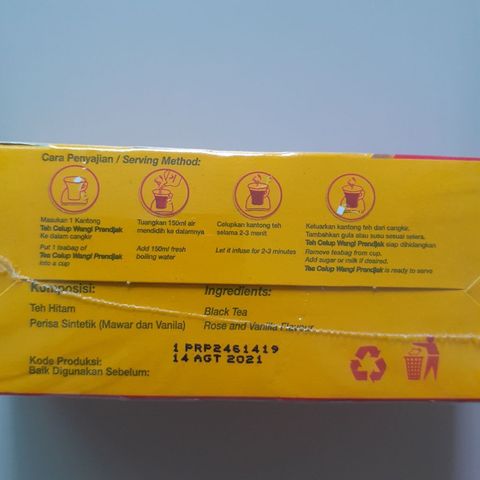 Cara Penyajian / Serving Method:
Masukan 1 Kantong
Teh Celup Wangi Prendjak
Ke dalam cangkir
Put 1 teabag of
Tea Celup Wangi Prendjak
into a cup
Tuangkan 150ml air
mendidih ke dalamnya
Add 150ml fresh
boiling water
Celupkan kantong teh
selama 2-3 menit
Let it infuse for 2-3 minutes
Keluarkan kantong teh dari cangkir.
Tambahkan gula atau susu sesuai selera.
Teh Celup Wangi Prendjak siap dihidangkan
Remove teabag from cup.
Add sugar or milk if desired.
Tea Celup Wangi Prendjak is ready to serve
Komposisi:
Teh Hitam
Perisa Sintetik (Mawar dan Vanila)
Ingredients:
Black Tea
Rose and Vanilla Flavour
Kode Produksi: 1 PRP2461419
Baik Digunakan Sebelum: 14 AGT 2021